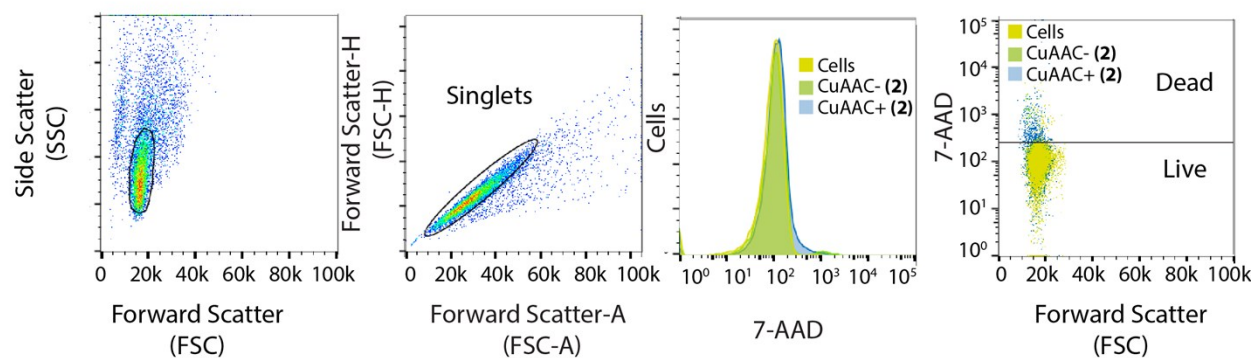 Side Scatter
(SSC)
0 20k 40k 60k 80k 100k
Forward Scatter
(FSC)
Forward Scatter-H
(FSC-H)
Singlets
0 20k 40k 60k 80k 100k
Forward Scatter-A
(FSC-A)
Cells
Cells
CuAAC- (2)
CuAAC+ (2)
10⁰ 10¹ 10² 10³ 10⁴ 10⁵
7-AAD
7-AAD
10⁵
10⁴
10³
10²
10¹
10⁰
Cells
CuAAC- (2)
CuAAC+ (2)
Dead
Live
0 20k 40k 60k 80k 100k
Forward Scatter
(FSC)